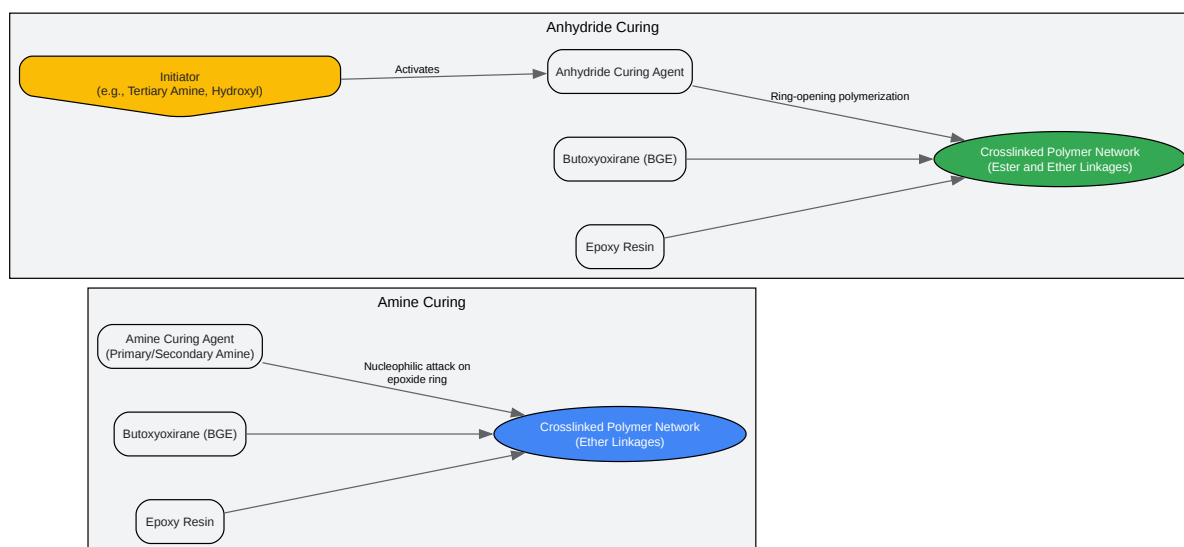 Anhydride Curing
Initiator
(e.g., Tertiary Amine, Hydroxyl)
Activates
Anhydride Curing Agent
Ring-opening polymerization
Butoxyoxirane (BGE)
Crosslinked Polymer Network
(Ester and Ether Linkages)
Epoxy Resin
Amine Curing
Amine Curing Agent
(Primary/Secondary Amine)
Nucleophilic attack on
epoxide ring
Butoxyoxirane (BGE)
Crosslinked Polymer Network
(Ether Linkages)
Epoxy Resin